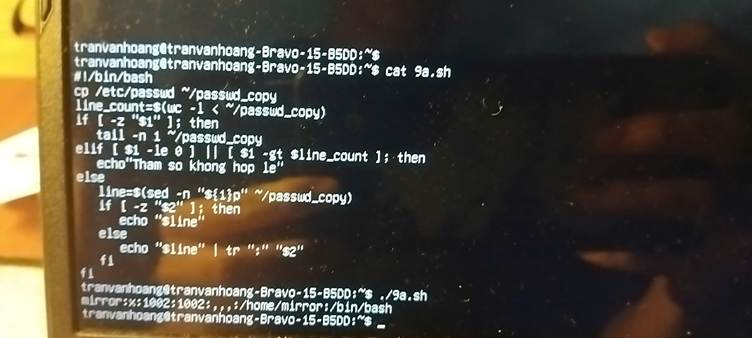 tranvanhoang@tranvanhoang-Bravo-15-B5DD:~$
tranvanhoang@tranvanhoang-Bravo-15-B5DD:~$ cat 9a.sh
#!/bin/bash
cp /etc/passwd ~/passwd_copy
line_count=$(wc -l < ~/passwd_copy)
if [ -z "$1" ]; then
   tail -n 1 ~/passwd_copy
elif [ $1 -le 0 ] || [ $1 -gt $line_count ]; then
   echo"Tham so khong hop le"
else
   line=$(sed -n "${1}p" ~/passwd_copy)
   if [ -z "$2" ]; then
      echo "$line"
   else
      echo "$line" | tr ":" "$2"
   fi
fi
tranvanhoang@tranvanhoang-Bravo-15-B5DD:~$ ./9a.sh
mirror:x:1002:1002:,,,:/home/mirror:/bin/bash
tranvanhoang@tranvanhoang-Bravo-15-B5DD:~$ _